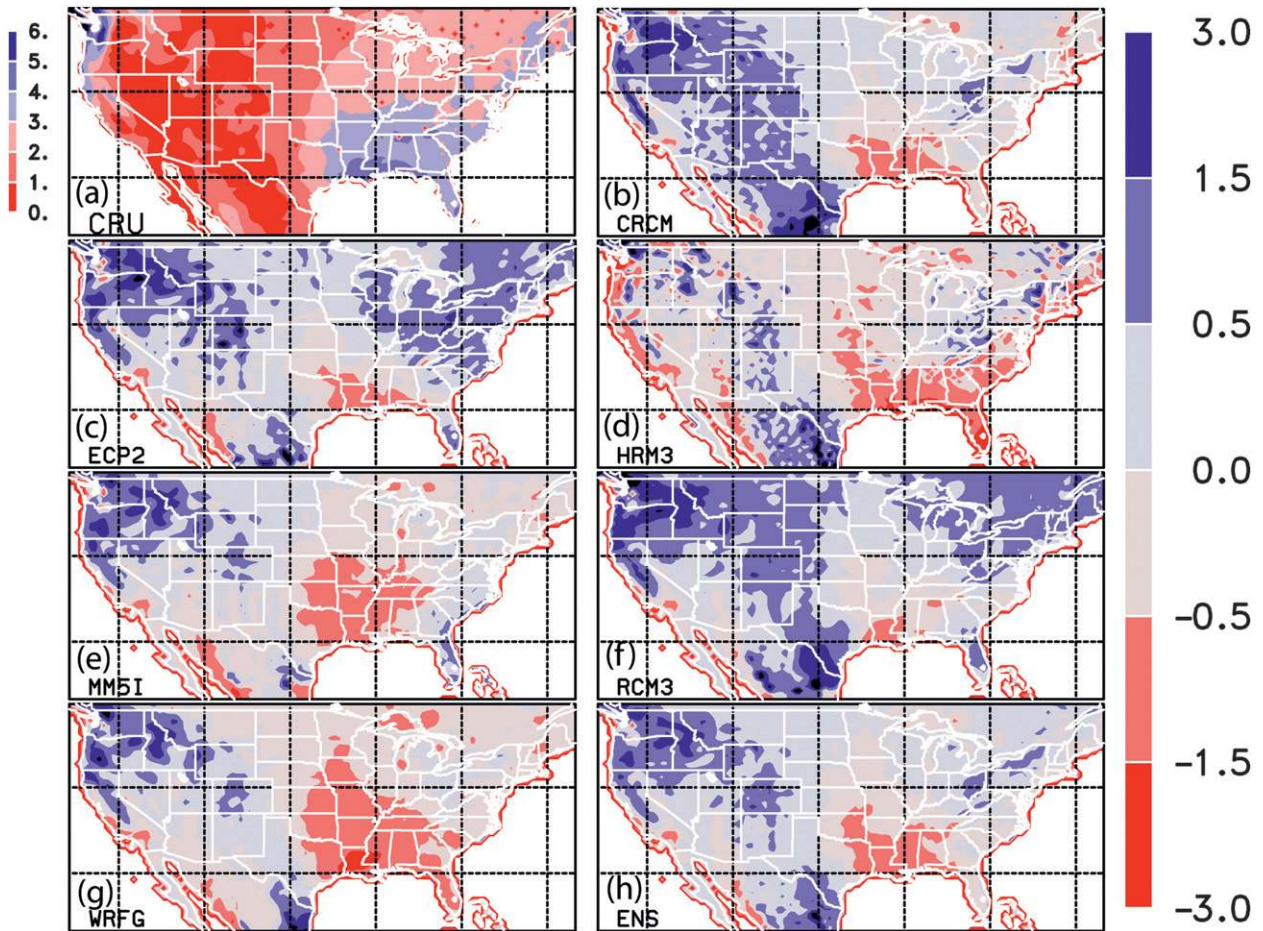 6.
5.
4.
3.
2.
1.
0.
(a)
CRU
(b)
CRCM
(c)
ECP2
(d)
HRM3
(e)
MM5I
(f)
RCM3
(g)
WRFG
(h)
ENS
3.0
1.5
0.5
0.0
-0.5
-1.5
-3.0